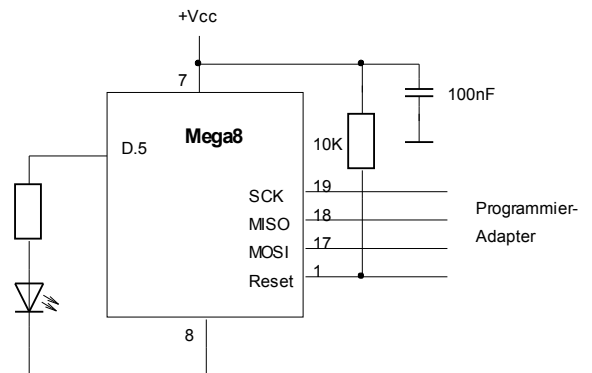 +Vcc
7
100nF
Mega8
10K
D.5
SCK
19
MISO
18
MOSI
17
Reset
1
Programmier-
Adapter
8